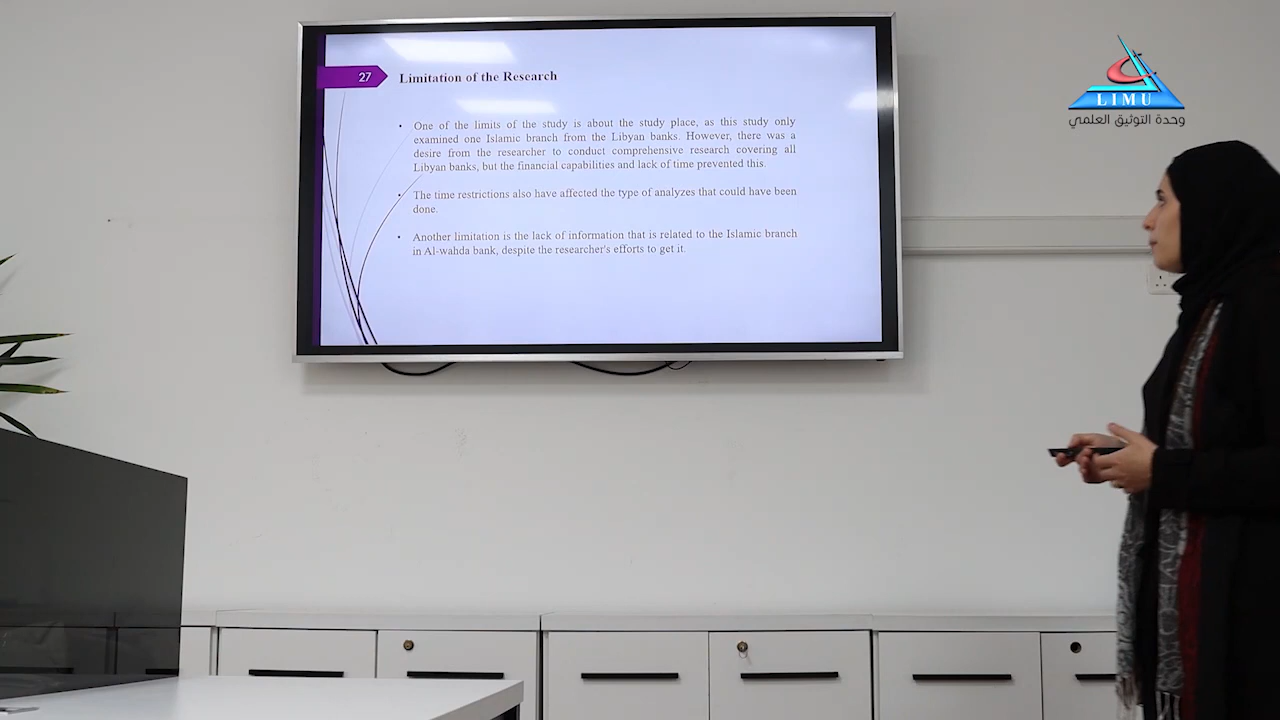 27
Limitation of the Research
• One of the limits of the study is about the study place, as this study only
examined one Islamic branch from the Libyan banks. However, there was a
desire from the researcher to conduct comprehensive research covering all
Libyan banks, but the financial capabilities and lack of time prevented this.
• The time restrictions also have affected the type of analyzes that could have been
done.
• Another limitation is the lack of information that is related to the Islamic branch
in Al-wahda bank, despite the researcher's efforts to get it.
LIMU
وحدة التوثيق العلمي